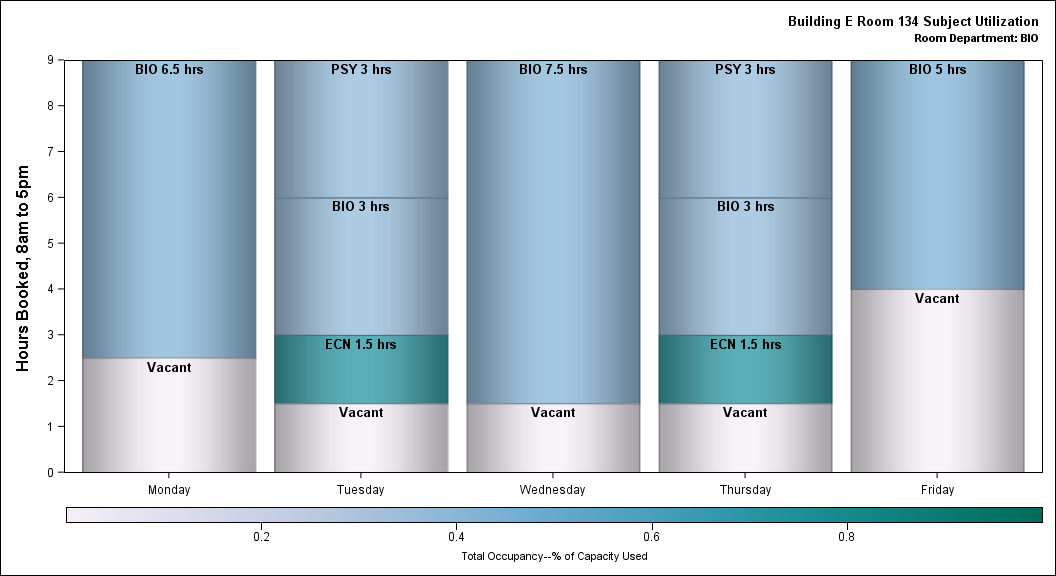 Building E Room 134 Subject Utilization
Room Department: BIO
Hours Booked, 8am to 5pm
9
8
7
6
5
4
3
2
1
0
BIO 6.5 hrs
Vacant
PSY 3 hrs
BIO 3 hrs
ECN 1.5 hrs
Vacant
BIO 7.5 hrs
Vacant
PSY 3 hrs
BIO 3 hrs
ECN 1.5 hrs
Vacant
BIO 5 hrs
Vacant
Monday Tuesday Wednesday Thursday Friday
0.2 0.4 0.6 0.8
Total Occupancy--% of Capacity Used